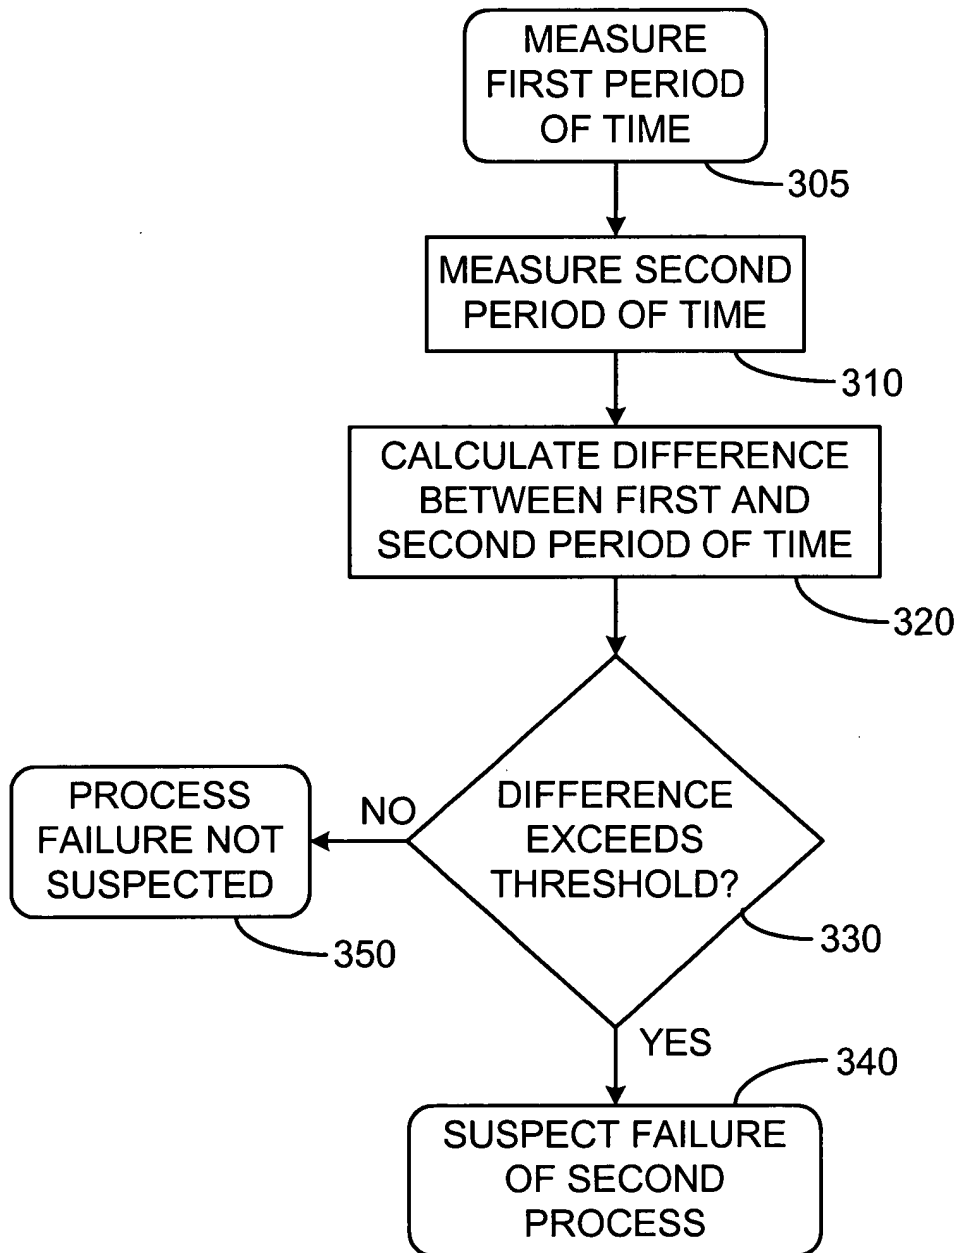 MEASURE
FIRST PERIOD
OF TIME
305
MEASURE SECOND
PERIOD OF TIME
310
CALCULATE DIFFERENCE
BETWEEN FIRST AND
SECOND PERIOD OF TIME
320
DIFFERENCE
EXCEEDS
THRESHOLD?
330
NO
PROCESS
FAILURE NOT
SUSPECTED
350
YES
340
SUSPECT FAILURE
OF SECOND
PROCESS